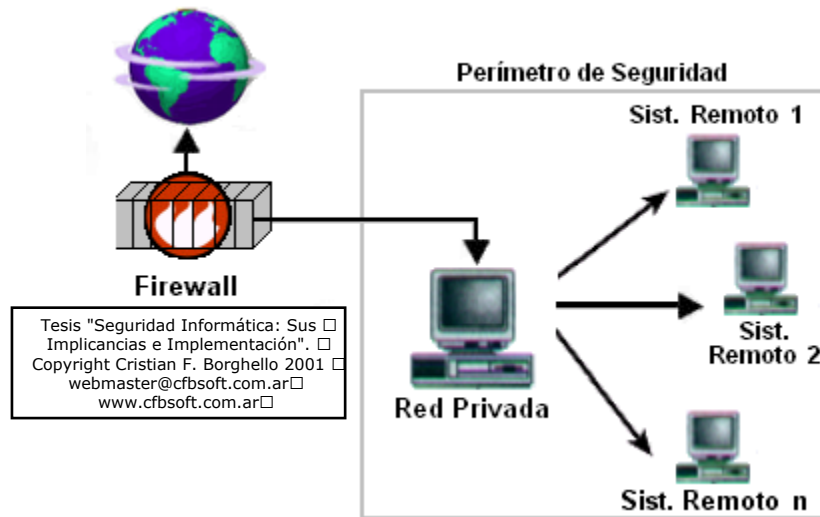 Perímetro de Seguridad
Sist. Remoto 1
Firewall
Tesis "Seguridad Informática: Sus □
Implicancias e Implementación". □
Copyright Cristian F. Borghello 2001 □
webmaster@cfbsoft.com.ar□
www.cfbsoft.com.ar□
Sist.
Remoto 2
Red Privada
Sist. Remoto n